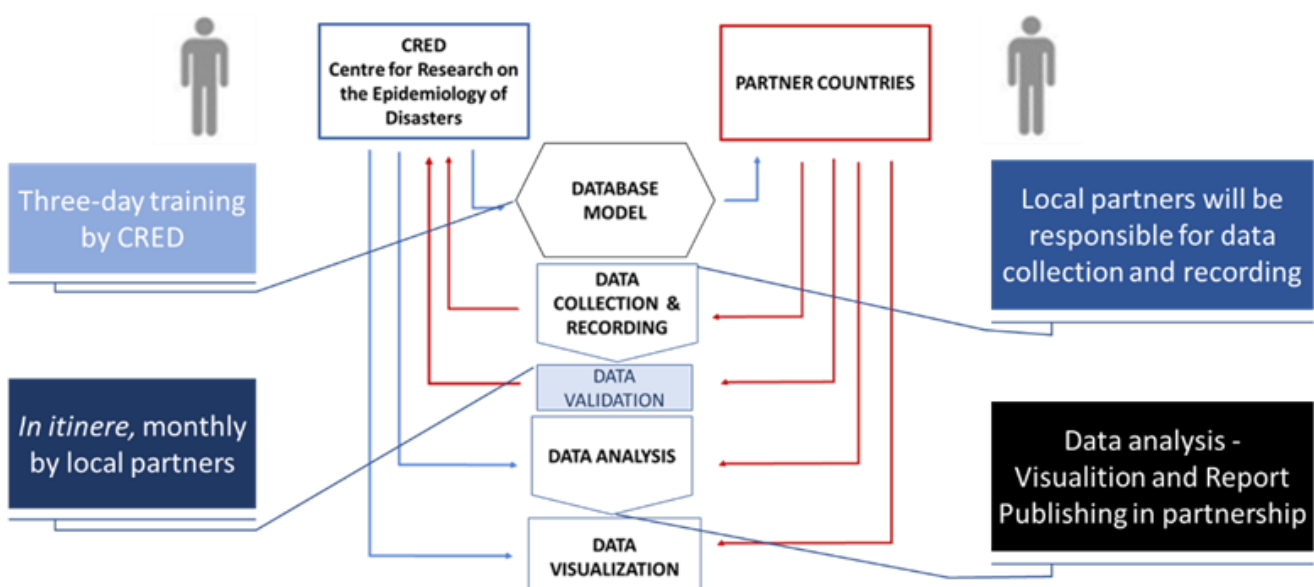 CRED
Centre for Research on
the Epidemiology of
Disasters
PARTNER COUNTRIES
Three-day training
by CRED
DATABASE
MODEL
Local partners will be
responsible for data
collection and recording
DATA
COLLECTION &
RECORDING
DATA
VALIDATION
In itinere, monthly
by local partners
DATA ANALYSIS
Data analysis -
Visualition and Report
Publishing in partnership
DATA
VISUALIZATION